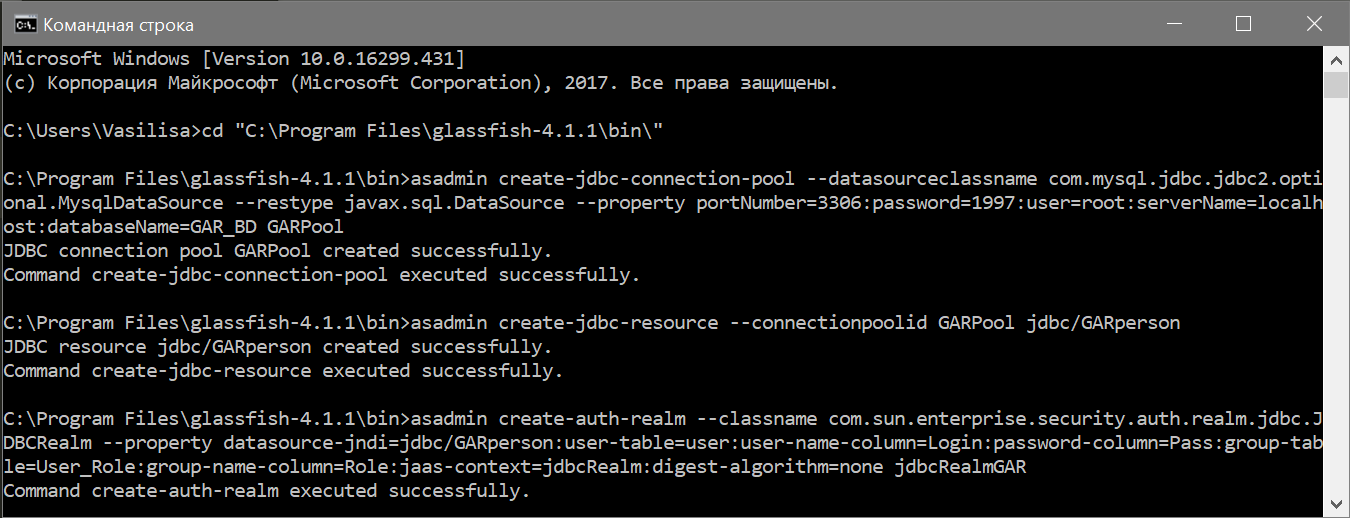 Командная строка
Microsoft Windows [Version 10.0.16299.431]
(c) Корпорация Майкрософт (Microsoft Corporation), 2017. Все права защищены.
C:\Users\Vasilisa>cd "C:\Program Files\glassfish-4.1.1\bin\"
C:\Program Files\glassfish-4.1.1\bin>asadmin create-jdbc-connection-pool --datasourceclassname com.mysql.jdbc.jdbc2.opti
onal.MysqlDataSource --restype javax.sql.DataSource --property portNumber=3306:password=1997:user=root:serverName=localh
ost:databaseName=GAR_BD GARPool
JDBC connection pool GARPool created successfully.
Command create-jdbc-connection-pool executed successfully.
C:\Program Files\glassfish-4.1.1\bin>asadmin create-jdbc-resource --connectionpoolid GARPool jdbc/GARperson
JDBC resource jdbc/GARperson created successfully.
Command create-jdbc-resource executed successfully.
C:\Program Files\glassfish-4.1.1\bin>asadmin create-auth-realm --classname com.sun.enterprise.security.auth.realm.jdbc.J
DBCRealm --property datasource-jndi=jdbc/GARperson:user-table=user:user-name-column=Login:password-column=Pass:group-tab
le=User_Role:group-name-column=Role:jaas-context=jdbcRealm:digest-algorithm=none jdbcRealmGAR
Command create-auth-realm executed successfully.